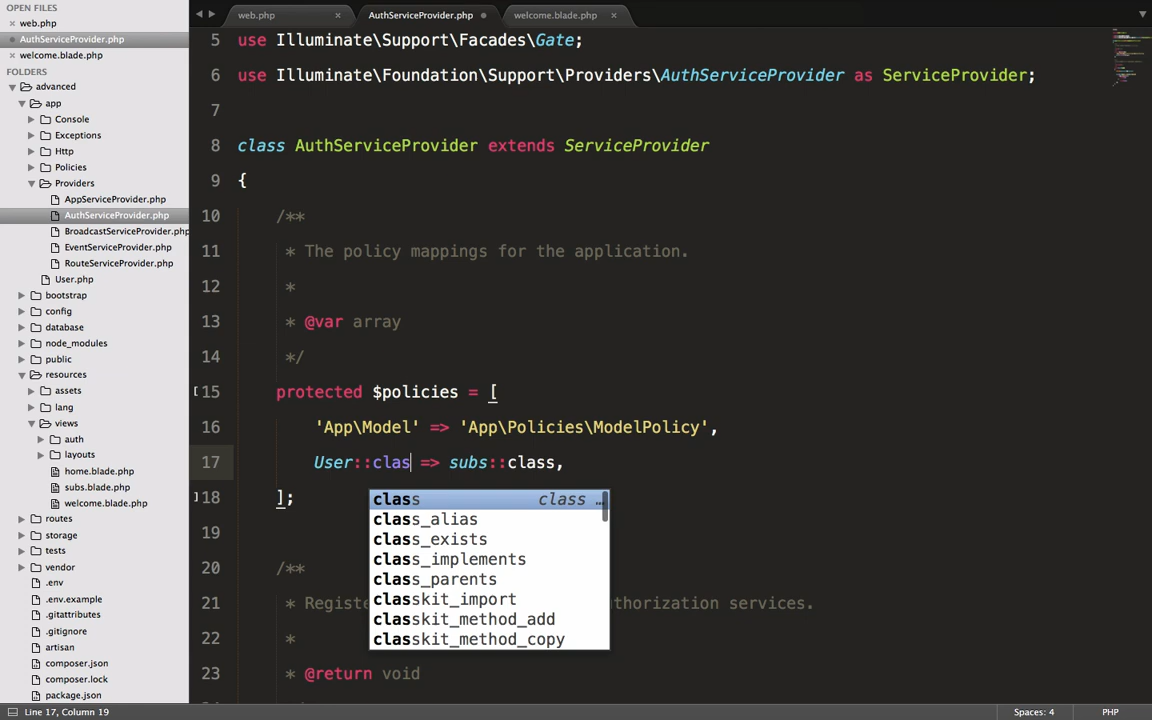 OPEN FILES
× web.php
AuthServiceProvider.php
× welcome.blade.php
FOLDERS
advanced
app
Console
Exceptions
Http
Policies
Providers
AppServiceProvider.php
AuthServiceProvider.php
BroadcastServiceProvider.php
EventServiceProvider.php
RouteServiceProvider.php
User.php
bootstrap
config
database
node_modules
public
resources
assets
lang
views
auth
layouts
home.blade.php
subs.blade.php
welcome.blade.php
routes
storage
tests
vendor
.env
.env.example
.gitattributes
.gitignore
artisan
composer.json
composer.lock
package.json
web.php × AuthServiceProvider.php welcome.blade.php ×
5 use Illuminate\Support\Facades\Gate;
6 use Illuminate\Foundation\Support\Providers\AuthServiceProvider as ServiceProvider;
7
8 class AuthServiceProvider extends ServiceProvider
9 {
10 /**
11 * The policy mappings for the application.
12 *
13 * @var array
14 */
15 protected $policies = [
16 'App\Model' => 'App\Policies\ModelPolicy',
17 User::clas => subs::class,
18 ];
19
20 /**
21 * Registe thorization services.
22 *
23 * @return void
class class …
class_alias
class_exists
class_implements
class_parents
classkit_import
classkit_method_add
classkit_method_copy
Line 17, Column 19 Spaces: 4 PHP